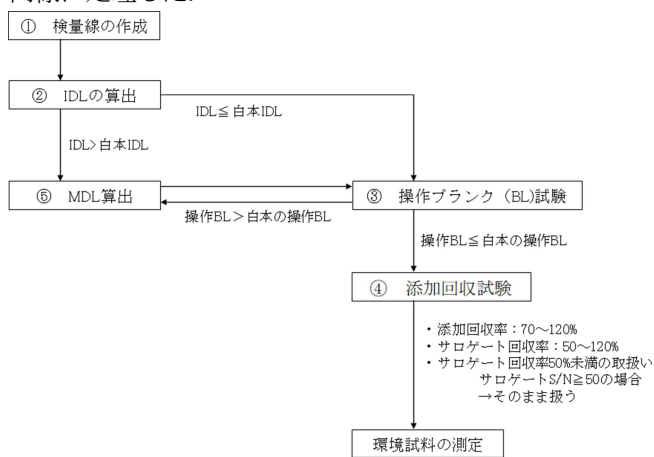 ① 検量線の作成
② IDLの算出
IDL≦白本IDL
IDL>白本IDL
⑤ MDL算出
③ 操作ブランク（BL)試験
操作BL＞白本の操作BL
操作BL≦白本の操作BL
④ 添加回収試験
・添加回収率：70～120%
・サロゲート回収率：50～120%
・サロゲート回収率50%未満の取扱い
サロゲートS/N≧50の場合
→そのまま扱う
環境試料の測定